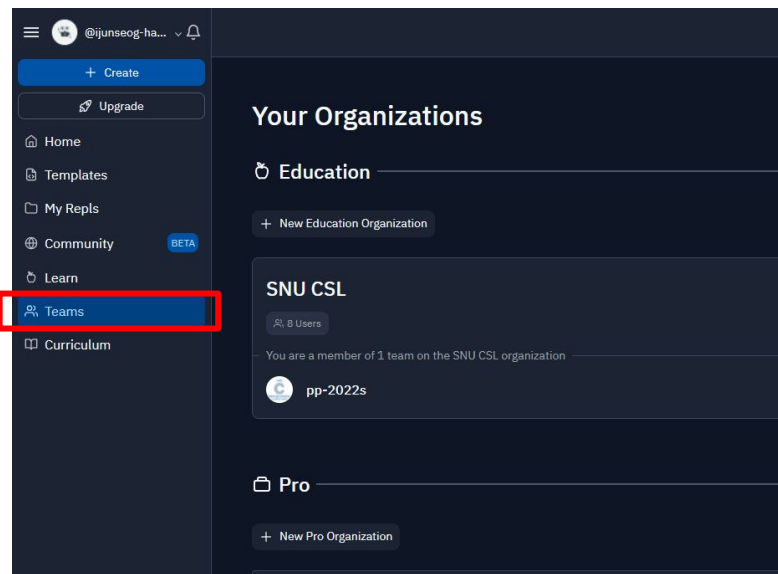 @ijunseog-ha...
+ Create
Upgrade
Home
Templates
My Repls
Community BETA
Learn
Teams
Curriculum
Your Organizations
Education
+ New Education Organization
SNU CSL
8 Users
You are a member of 1 team on the SNU CSL organization
pp-2022s
Pro
+ New Pro Organization